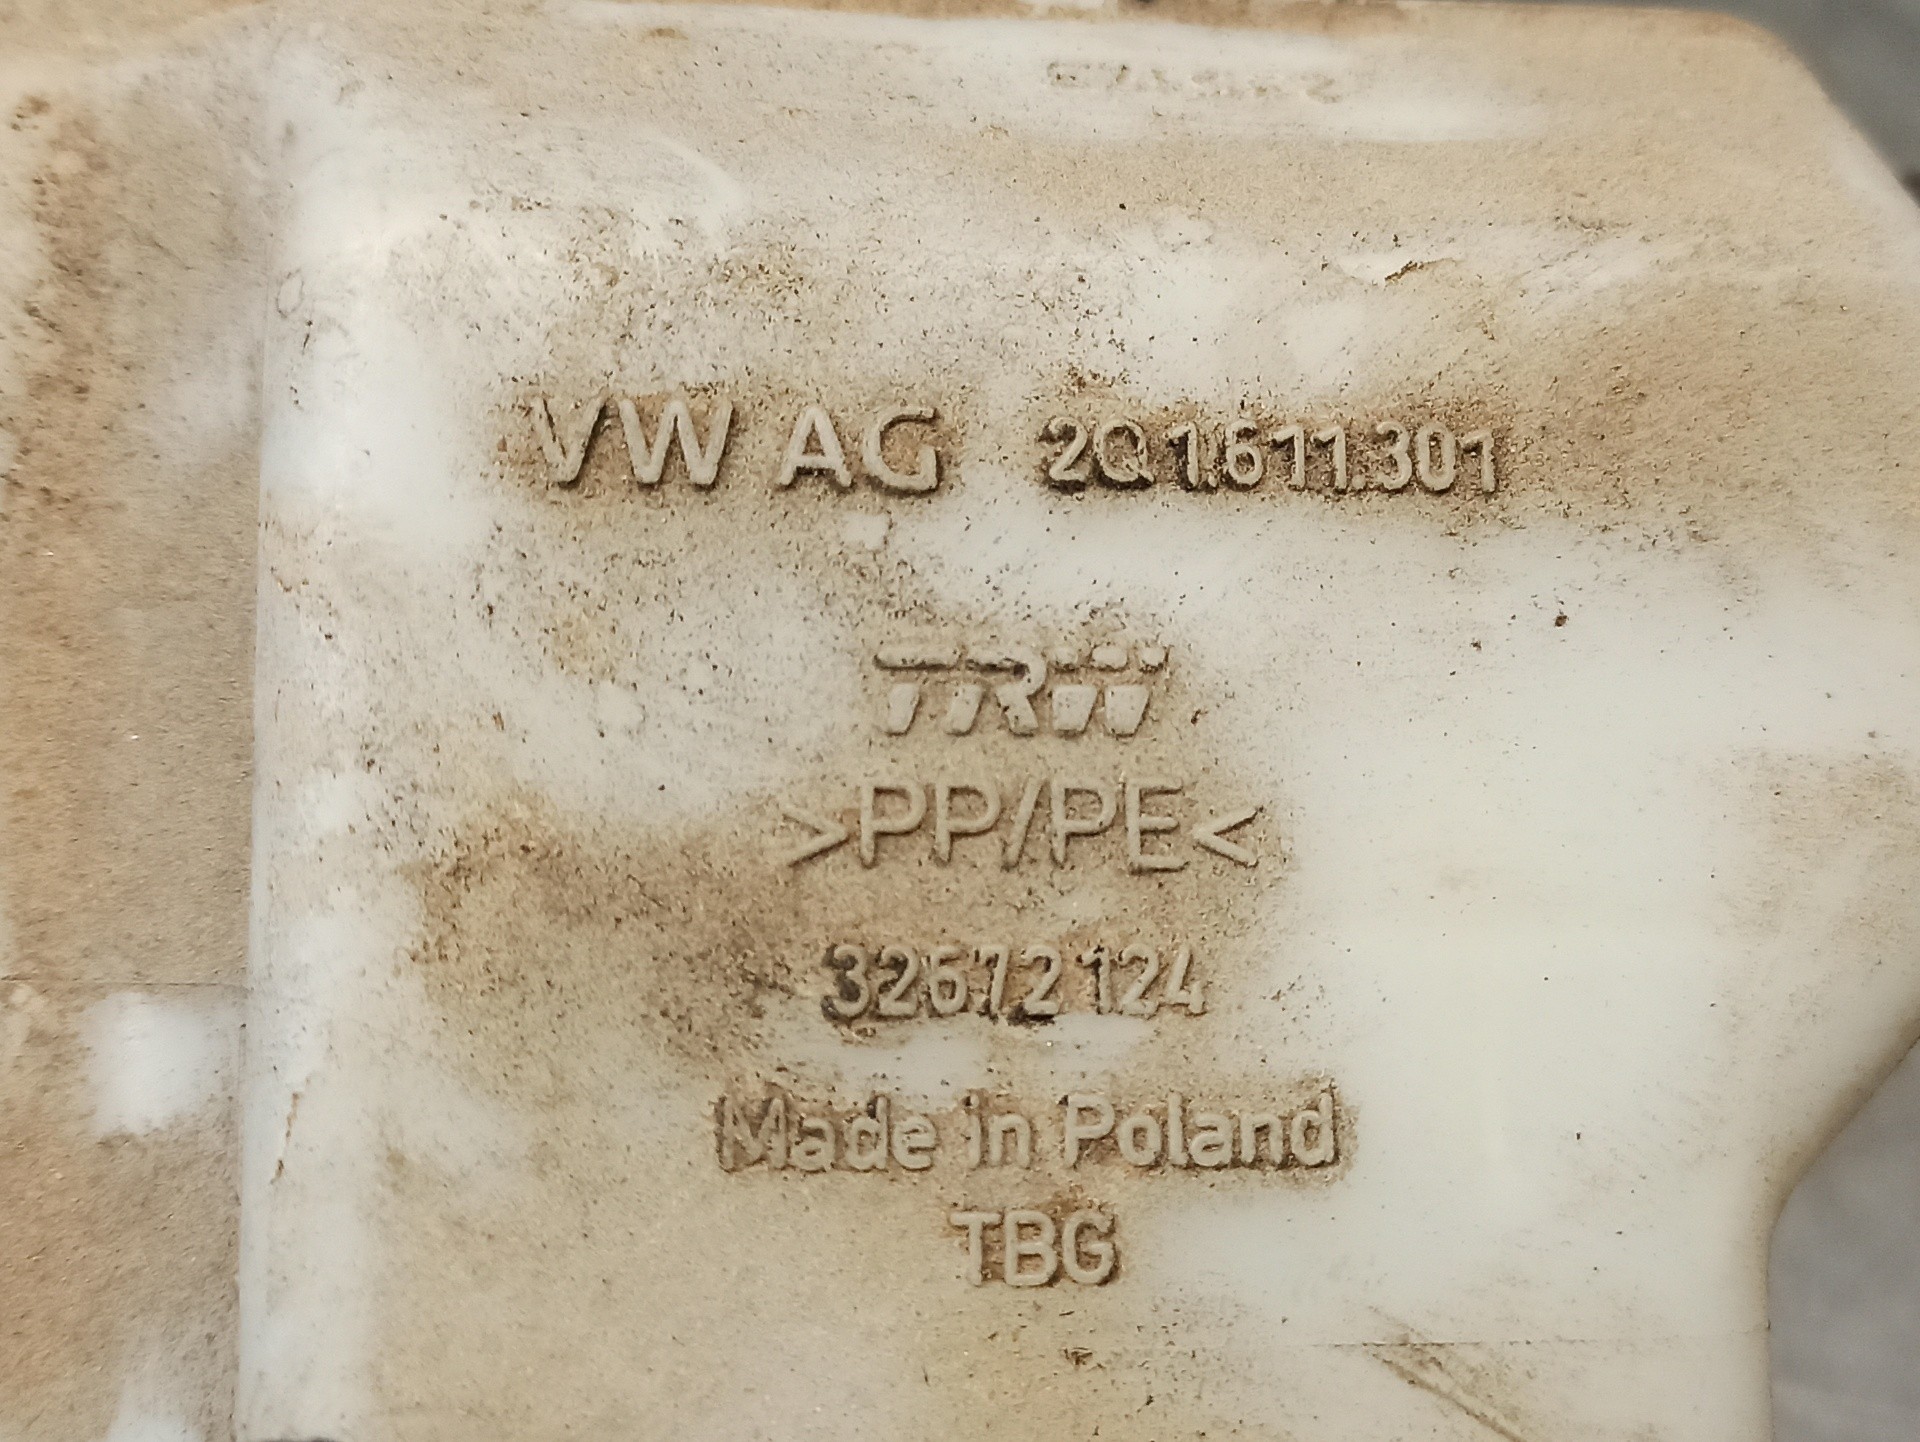 VW AG 2Q1.611.301
TRW
>PP/PE<
32672124
Made in Poland
TBG